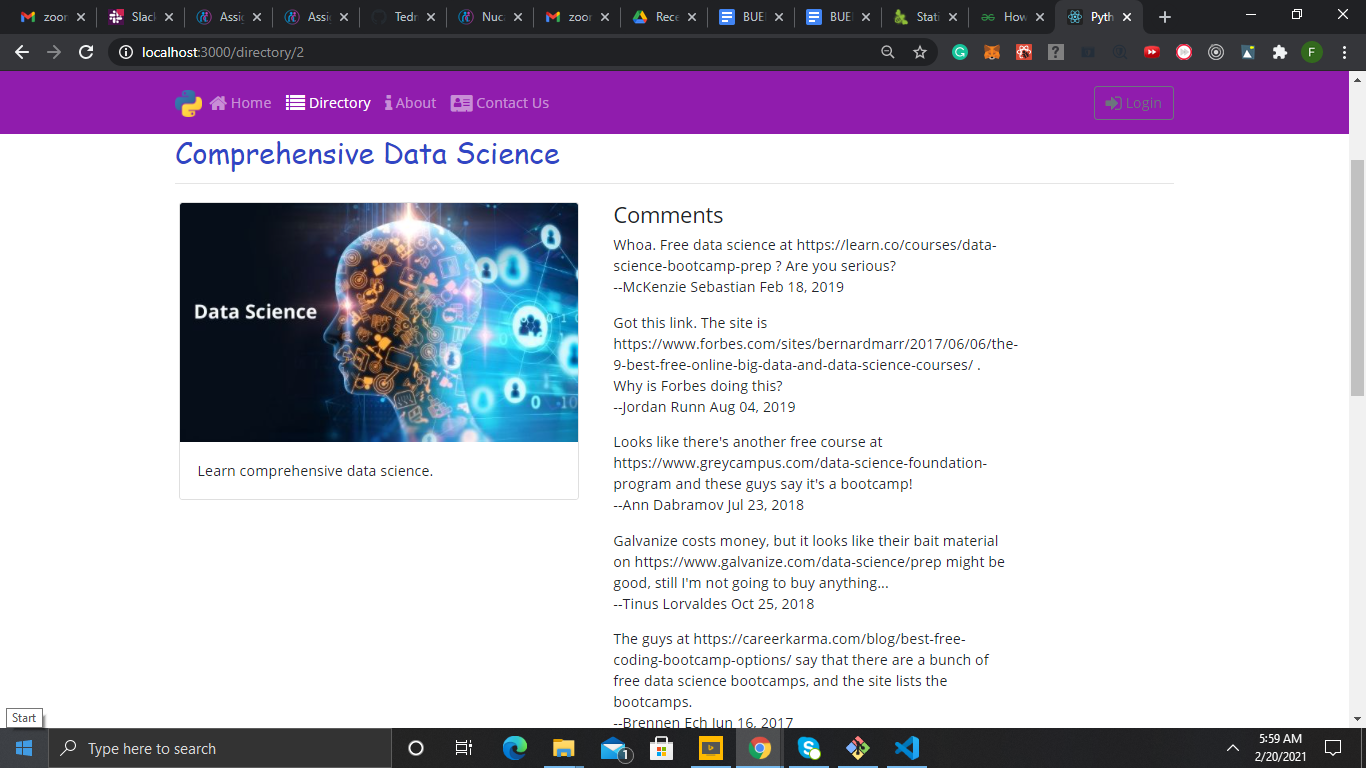 zoor
Slack
Assig
Assig
Tedr
Nuca
zoor
Rece
BUE
BUE
Stati
How
Pyth
localhost:3000/directory/2
F
Home
Directory
About
Contact Us
Login
Comprehensive Data Science
Data Science
Learn comprehensive data science.
Comments
Whoa. Free data science at https://learn.co/courses/data-
science-bootcamp-prep ? Are you serious?
--McKenzie Sebastian Feb 18, 2019
Got this link. The site is
https://www.forbes.com/sites/bernardmarr/2017/06/06/the-
9-best-free-online-big-data-and-data-science-courses/ .
Why is Forbes doing this?
--Jordan Runn Aug 04, 2019
Looks like there's another free course at
https://www.greycampus.com/data-science-foundation-
program and these guys say it's a bootcamp!
--Ann Dabramov Jul 23, 2018
Galvanize costs money, but it looks like their bait material
on https://www.galvanize.com/data-science/prep might be
good, still I'm not going to buy anything...
--Tinus Lorvaldes Oct 25, 2018
The guys at https://careerkarma.com/blog/best-free-
coding-bootcamp-options/ say that there are a bunch of
free data science bootcamps, and the site lists the
bootcamps.
--Brennen Ech Jun 16, 2017
Start
Type here to search
1
5:59 AM
2/20/2021